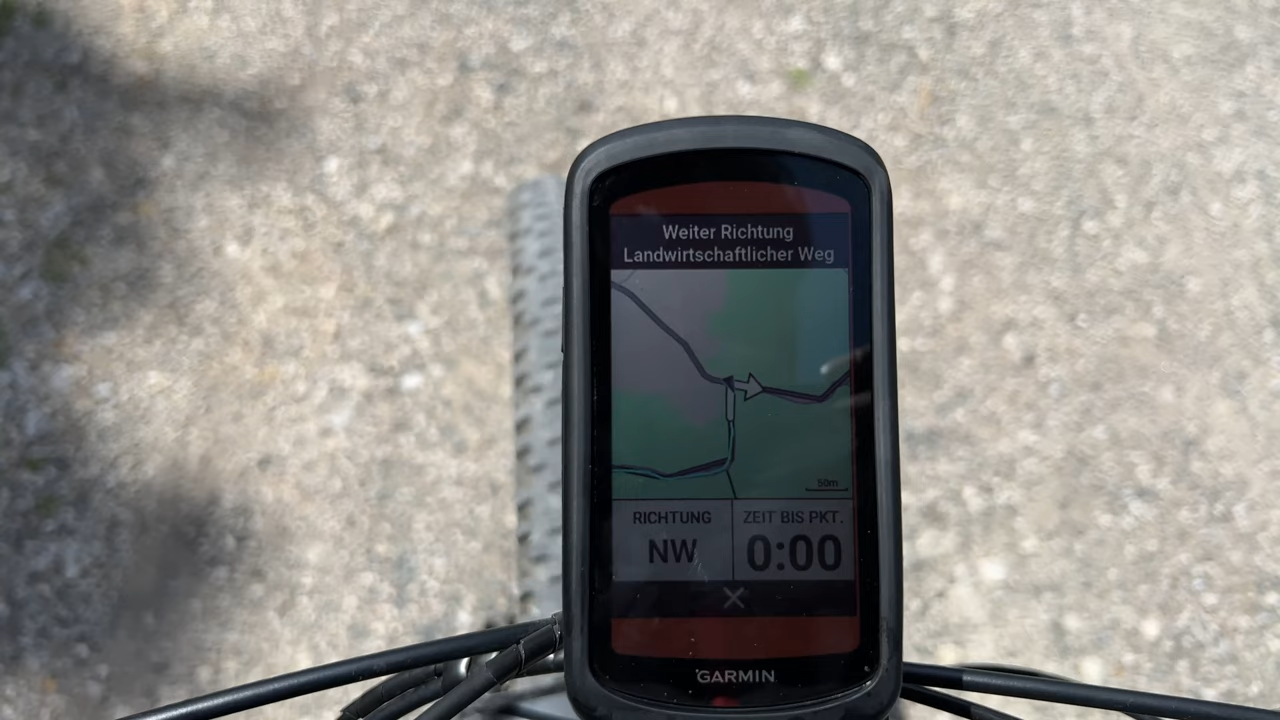 Weiter Richtung
Landwirtschaftlicher Weg
50m
RICHTUNG
ZEIT BIS PKT.
NW
0:00
GARMIN